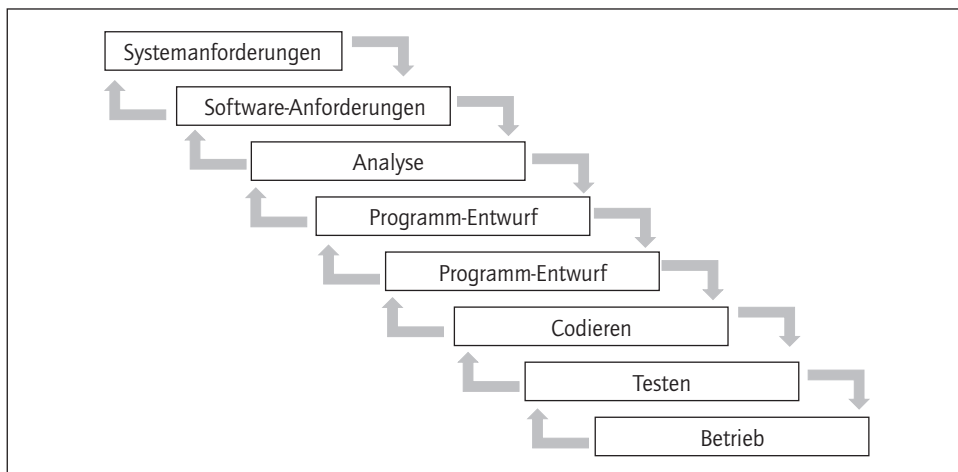 Systemanforderungen
Software-Anforderungen
Analyse
Programm-Entwurf
Programm-Entwurf
Codieren
Testen
Betrieb